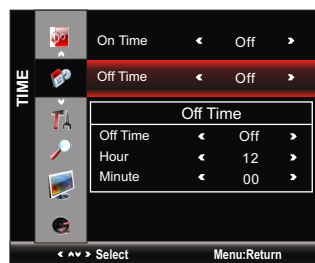 TIME
On Time Off
Off Time Off
Off Time
Off Time Off
Hour 12
Minute 00
Select Menu:Return